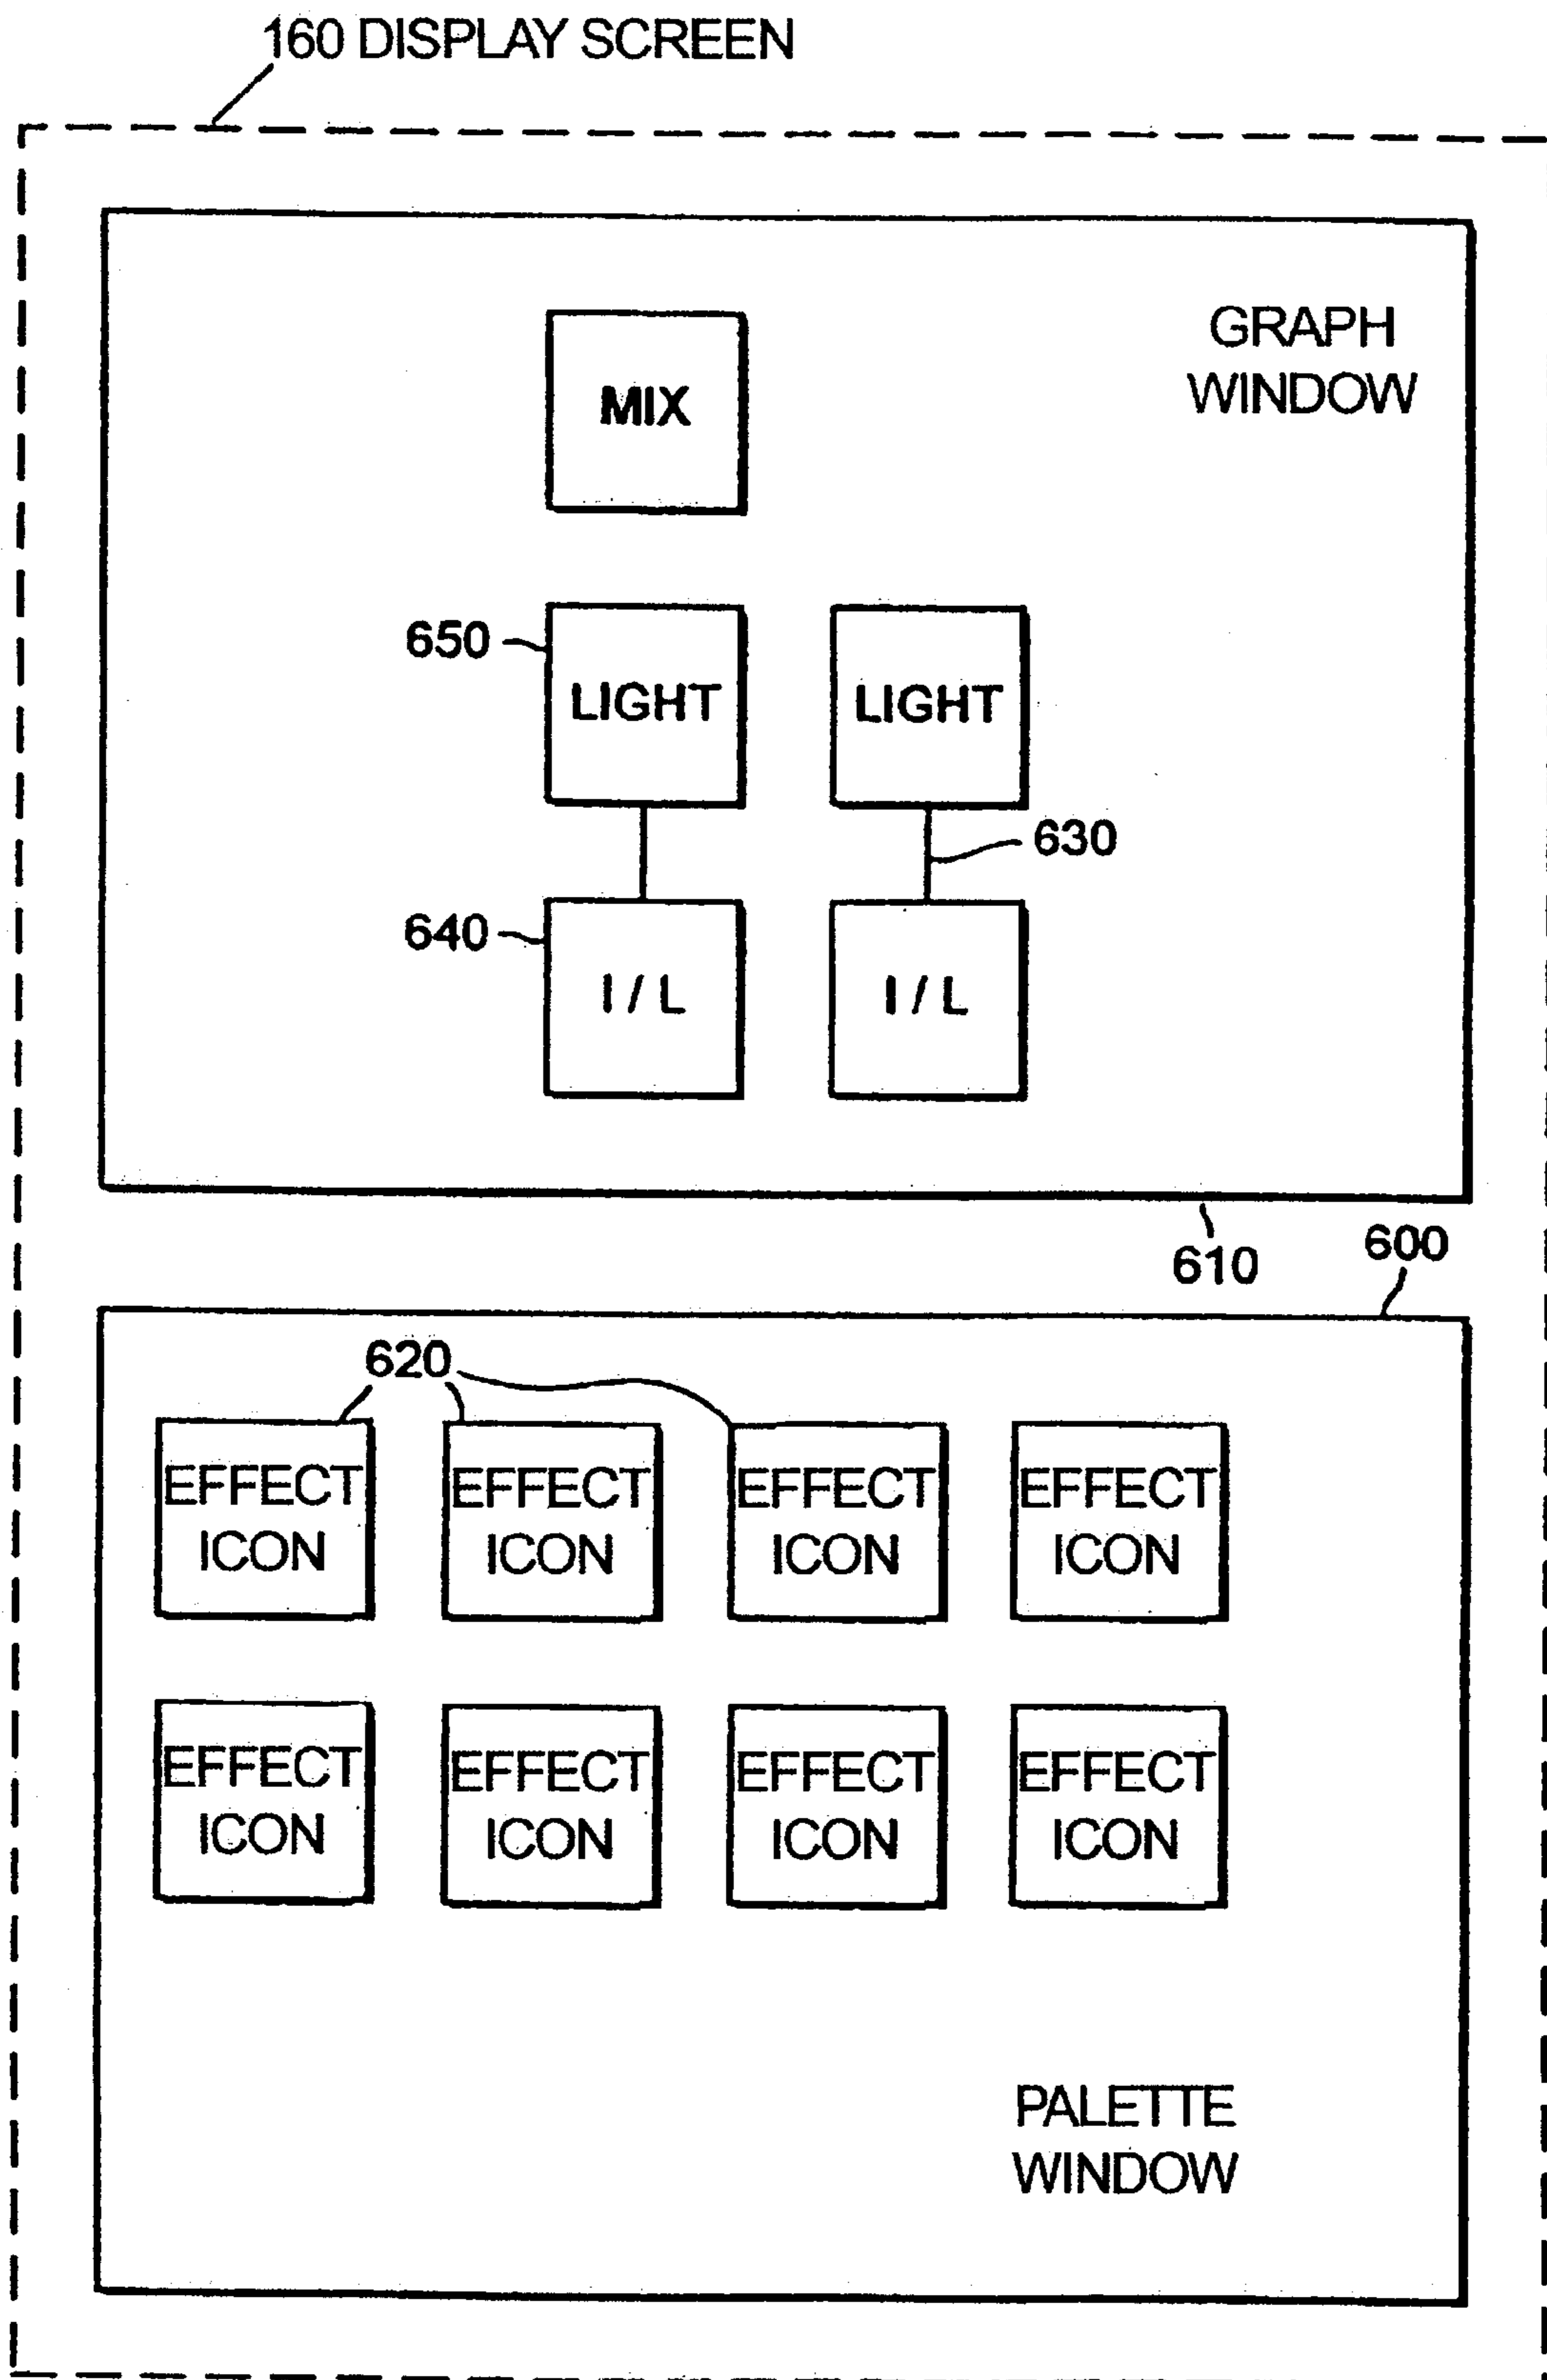 160 DISPLAY SCREEN
GRAPH
WINDOW
MIX
650
LIGHT
LIGHT
630
640
I / L
I / L
610
600
620
EFFECT
ICON
EFFECT
ICON
EFFECT
ICON
EFFECT
ICON
EFFECT
ICON
EFFECT
ICON
EFFECT
ICON
EFFECT
ICON
PALETTE
WINDOW